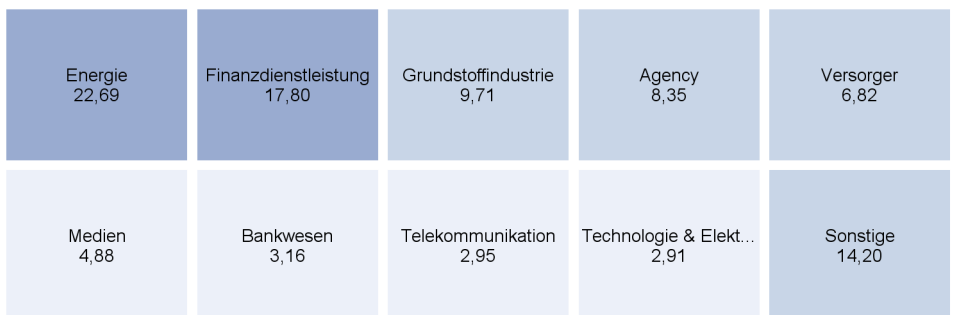 Energie
22,69
Finanzdienstleistung
17,80
Grundstoffindustrie
9,71
Agency
8,35
Versorger
6,82
Medien
4,88
Bankwesen
3,16
Telekommunikation
2,95
Technologie & Elekt...
2,91
Sonstige
14,20